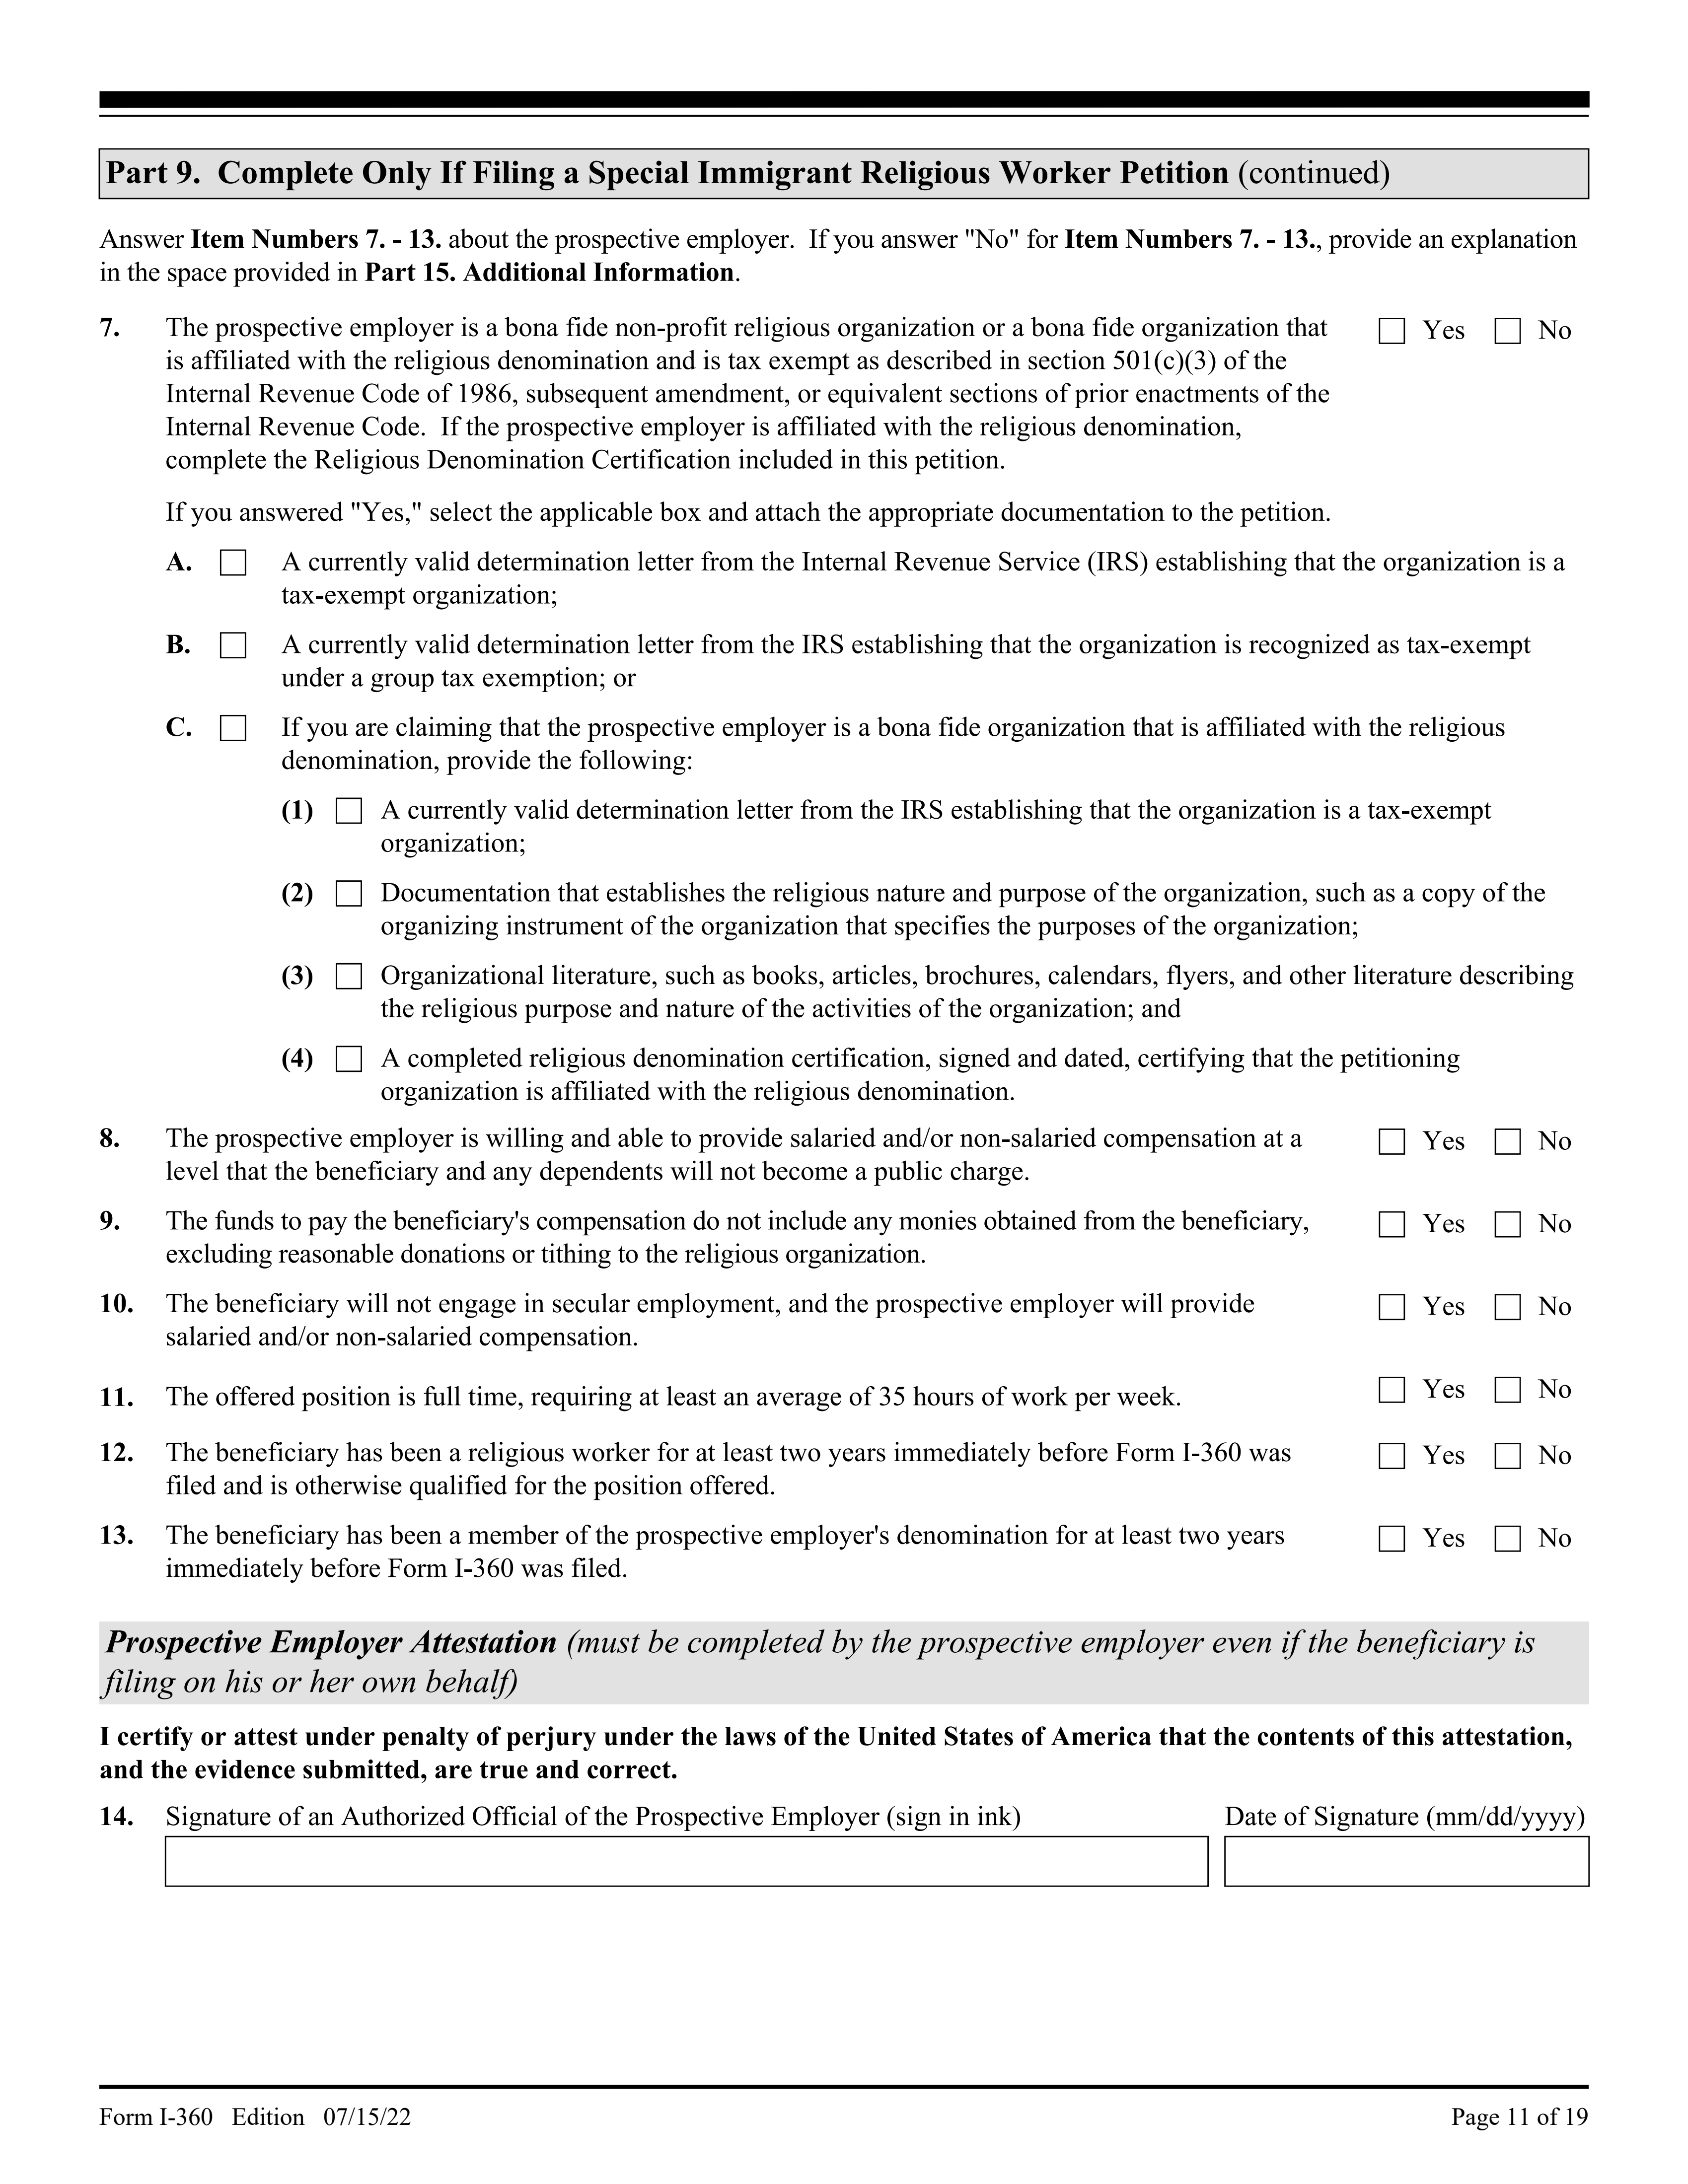 Part 9.  Complete Only If Filing a Special Immigrant Religious Worker Petition (continued)
Answer Item Numbers 7. - 13. about the prospective employer.  If you answer "No" for Item Numbers 7. - 13., provide an explanation
in the space provided in Part 15. Additional Information.
7. The prospective employer is a bona fide non-profit religious organization or a bona fide organization that Yes No
is affiliated with the religious denomination and is tax exempt as described in section 501(c)(3) of the
Internal Revenue Code of 1986, subsequent amendment, or equivalent sections of prior enactments of the
Internal Revenue Code.  If the prospective employer is affiliated with the religious denomination,
complete the Religious Denomination Certification included in this petition.
If you answered "Yes," select the applicable box and attach the appropriate documentation to the petition.
A. A currently valid determination letter from the Internal Revenue Service (IRS) establishing that the organization is a
tax-exempt organization;
B. A currently valid determination letter from the IRS establishing that the organization is recognized as tax-exempt
under a group tax exemption; or
C. If you are claiming that the prospective employer is a bona fide organization that is affiliated with the religious
denomination, provide the following:
(1) A currently valid determination letter from the IRS establishing that the organization is a tax-exempt
organization;
(2) Documentation that establishes the religious nature and purpose of the organization, such as a copy of the
organizing instrument of the organization that specifies the purposes of the organization;
(3) Organizational literature, such as books, articles, brochures, calendars, flyers, and other literature describing
the religious purpose and nature of the activities of the organization; and
(4) A completed religious denomination certification, signed and dated, certifying that the petitioning
organization is affiliated with the religious denomination.
8. The prospective employer is willing and able to provide salaried and/or non-salaried compensation at a Yes No
level that the beneficiary and any dependents will not become a public charge.
9. The funds to pay the beneficiary's compensation do not include any monies obtained from the beneficiary, Yes No
excluding reasonable donations or tithing to the religious organization.
10. The beneficiary will not engage in secular employment, and the prospective employer will provide Yes No
salaried and/or non-salaried compensation.
11. The offered position is full time, requiring at least an average of 35 hours of work per week. Yes No
12. The beneficiary has been a religious worker for at least two years immediately before Form I-360 was Yes No
filed and is otherwise qualified for the position offered.
13. The beneficiary has been a member of the prospective employer's denomination for at least two years Yes No
immediately before Form I-360 was filed.
Prospective Employer Attestation (must be completed by the prospective employer even if the beneficiary is
filing on his or her own behalf)
I certify or attest under penalty of perjury under the laws of the United States of America that the contents of this attestation,
and the evidence submitted, are true and correct.
14. Signature of an Authorized Official of the Prospective Employer (sign in ink) Date of Signature (mm/dd/yyyy)
Form I-360   Edition   07/15/22 Page 11 of 19